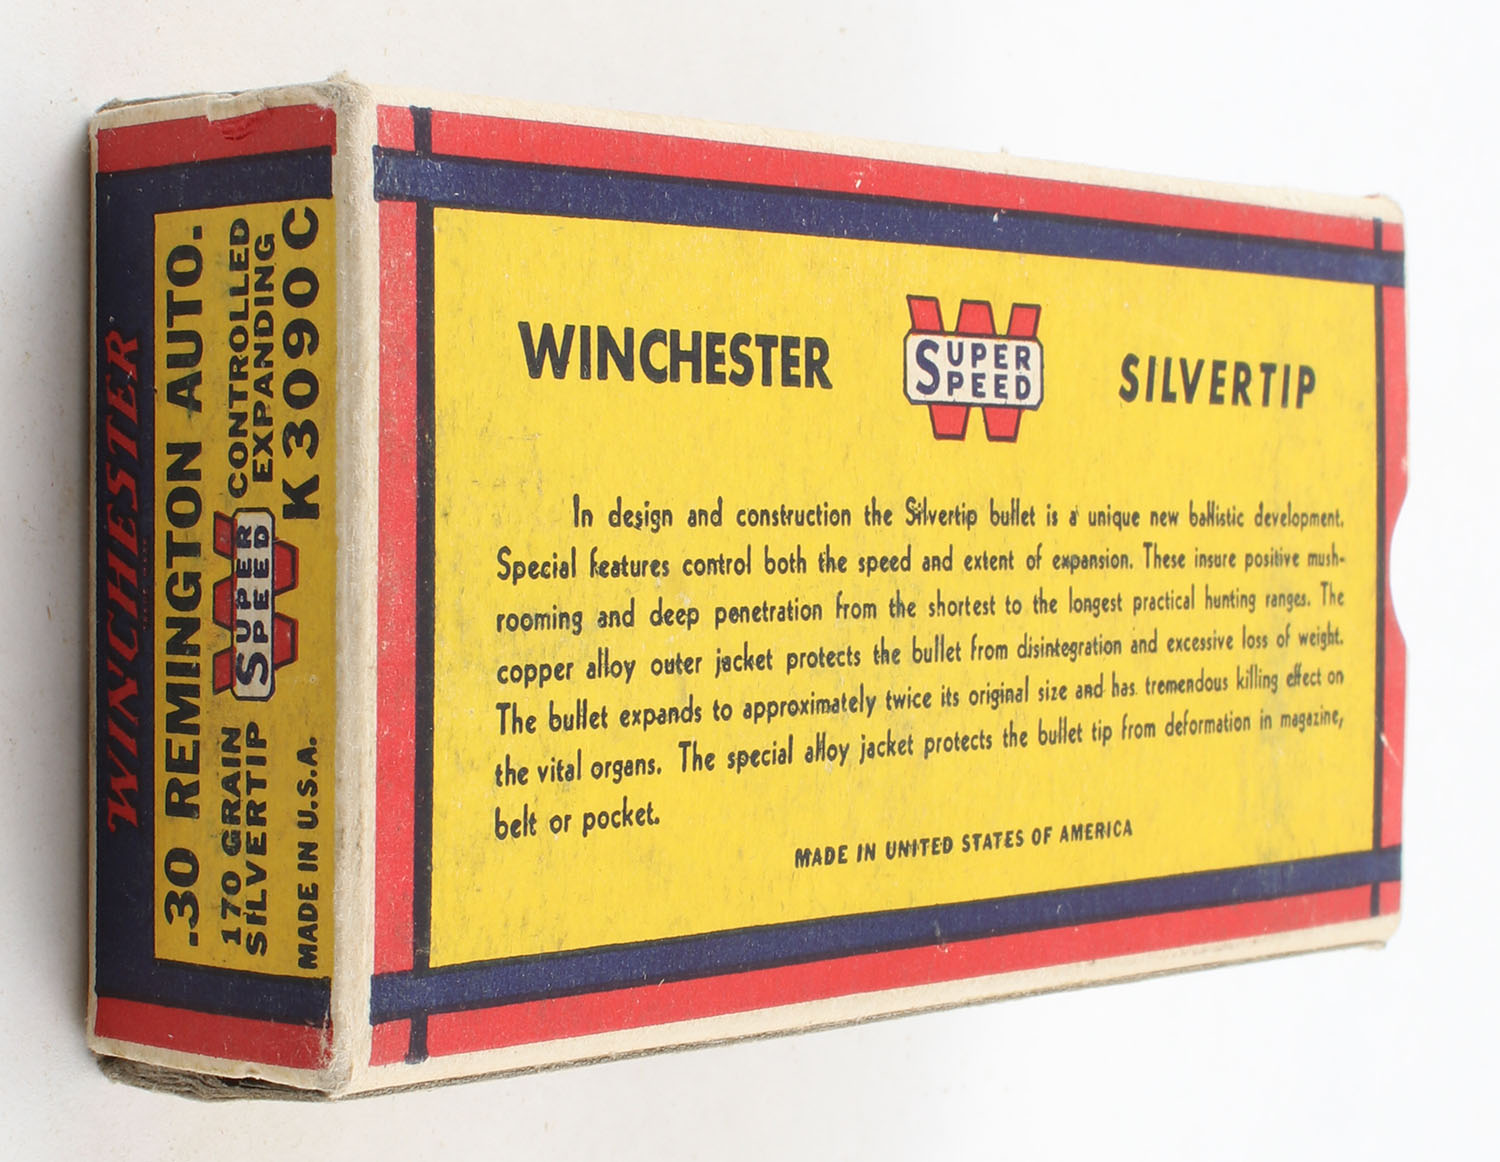 WINCHESTER
.30 REMINGTON AUTO.
170 GRAIN
SILVERTIP
SUPER
SPEED
CONTROLLED
EXPANDING
MADE IN U.S.A.
K3090C
WINCHESTER
SUPER
SPEED
SILVERTIP
In design and construction the Silvertip bullet is a unique new ballistic development.
Special features control both the speed and extent of expansion. These insure positive mush-
rooming and deep penetration from the shortest to the longest practical hunting ranges. The
copper alloy outer jacket protects the bullet from disintegration and excessive loss of weight.
The bullet expands to approximately twice its original size and has tremendous killing effect on
the vital organs. The special alloy jacket protects the bullet tip from deformation in magazine,
belt or pocket.
MADE IN UNITED STATES OF AMERICA